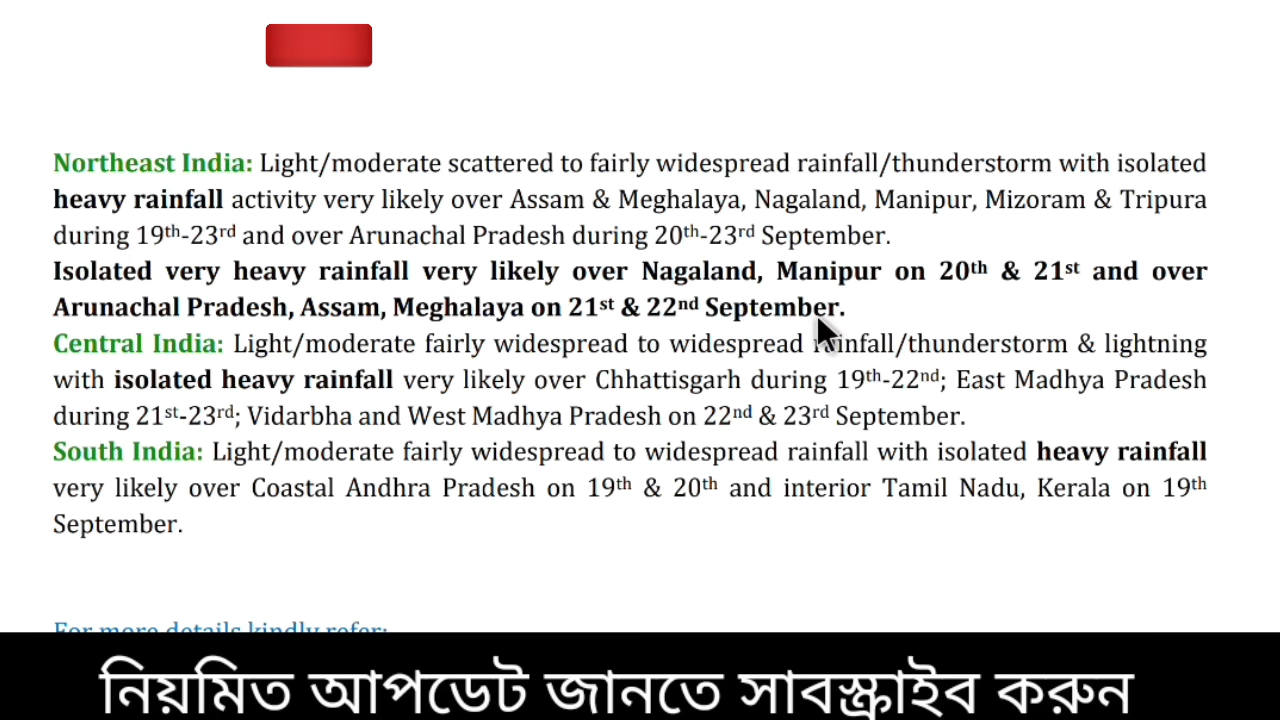 Northeast India: Light/moderate scattered to fairly widespread rainfall/thunderstorm with isolated
heavy rainfall activity very likely over Assam & Meghalaya, Nagaland, Manipur, Mizoram & Tripura
during 19th-23rd and over Arunachal Pradesh during 20th-23rd September.
Isolated very heavy rainfall very likely over Nagaland, Manipur on 20th & 21st and over
Arunachal Pradesh, Assam, Meghalaya on 21st & 22nd September.
Central India: Light/moderate fairly widespread to widespread rainfall/thunderstorm & lightning
with isolated heavy rainfall very likely over Chhattisgarh during 19th-22nd; East Madhya Pradesh
during 21st-23rd; Vidarbha and West Madhya Pradesh on 22nd & 23rd September.
South India: Light/moderate fairly widespread to widespread rainfall with isolated heavy rainfall
very likely over Coastal Andhra Pradesh on 19th & 20th and interior Tamil Nadu, Kerala on 19th
September.
For more details kindly refer:
নিয়মিত আপডেট জানতে সাবস্ক্রাইব করুন